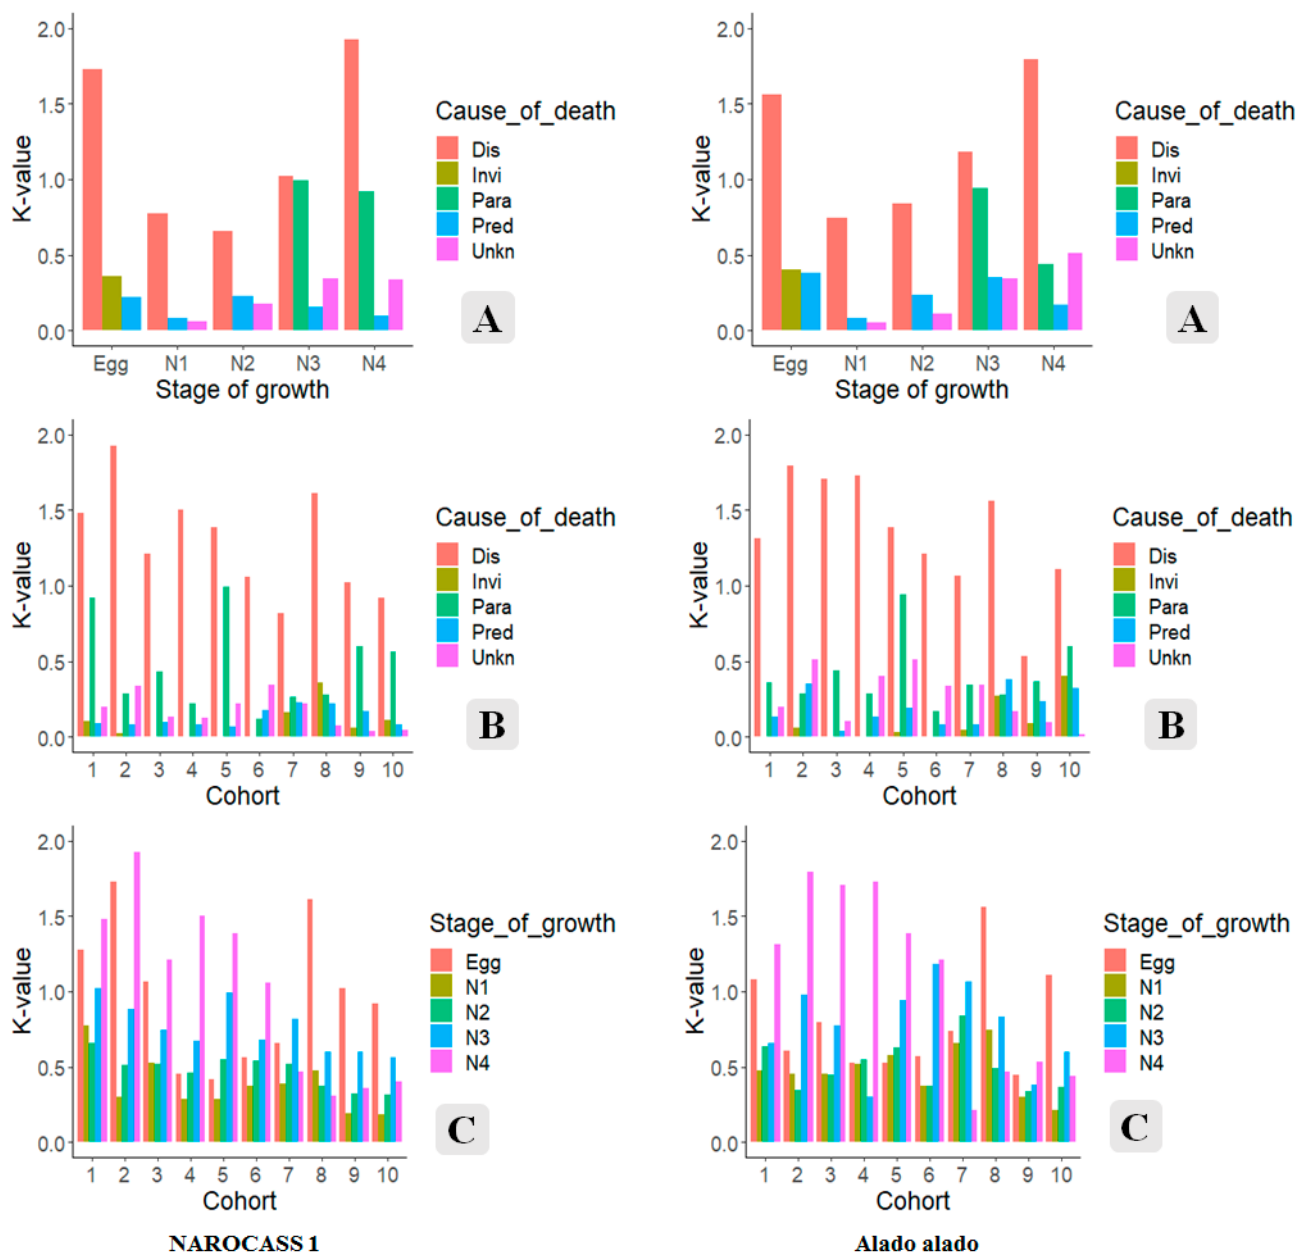 2.0
1.5
1.0
0.5
0.0
K-value
Egg N1 N2 N3 N4
Stage of growth
Cause_of_death
Dis
Invi
Para
Pred
Unkn
A
2.0
1.5
1.0
0.5
0.0
K-value
Egg N1 N2 N3 N4
Stage of growth
Cause_of_death
Dis
Invi
Para
Pred
Unkn
A
2.0
1.5
1.0
0.5
0.0
K-value
1 2 3 4 5 6 7 8 9 10
Cohort
Cause_of_death
Dis
Invi
Para
Pred
Unkn
B
2.0
1.5
1.0
0.5
0.0
K-value
1 2 3 4 5 6 7 8 9 10
Cohort
Cause_of_death
Dis
Invi
Para
Pred
Unkn
B
2.0
1.5
1.0
0.5
0.0
K-value
1 2 3 4 5 6 7 8 9 10
Cohort
Stage_of_growth
Egg
N1
N2
N3
N4
C
2.0
1.5
1.0
0.5
0.0
K-value
1 2 3 4 5 6 7 8 9 10
Cohort
Stage_of_growth
Egg
N1
N2
N3
N4
C
NAROCASS 1
Alado alado